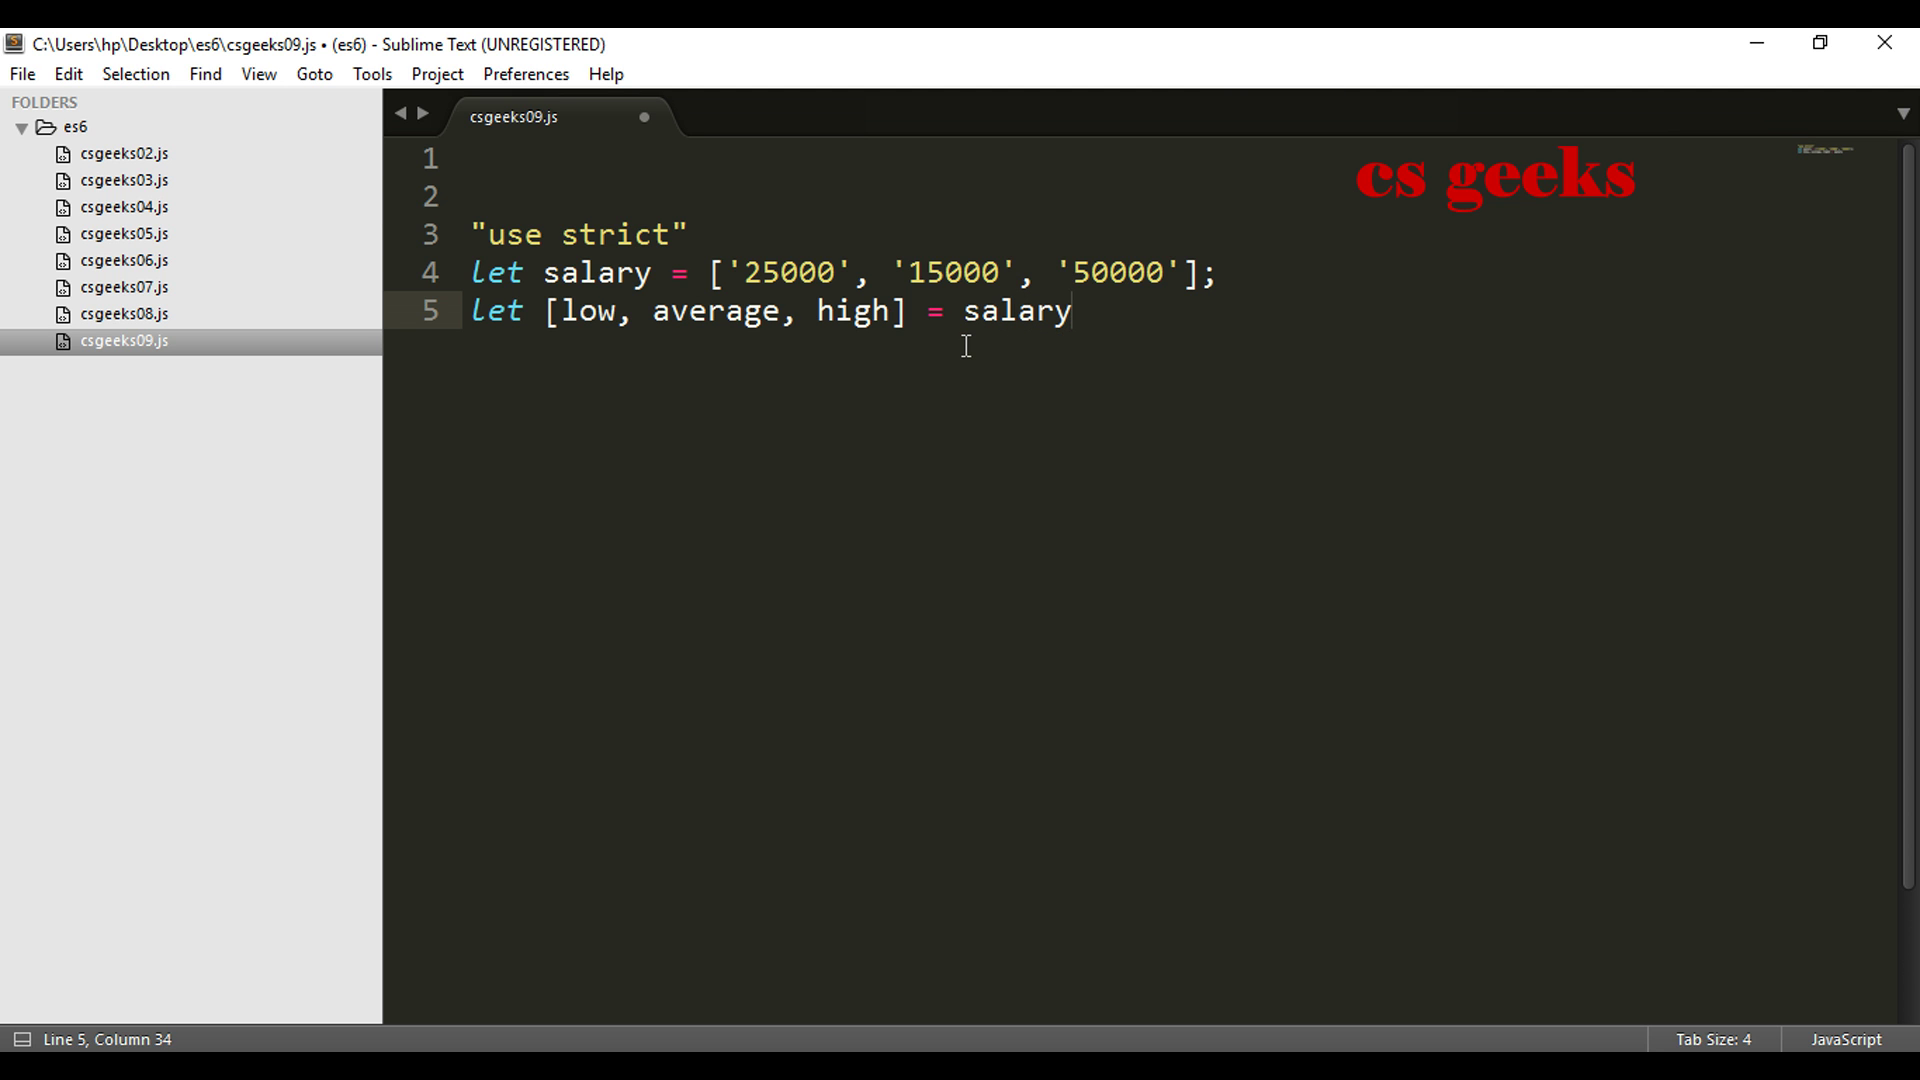 C:\Users\hp\Desktop\es6\csgeeks09.js • (es6) - Sublime Text (UNREGISTERED)
File Edit Selection Find View Goto Tools Project Preferences Help
FOLDERS
es6
csgeeks02.js
csgeeks03.js
csgeeks04.js
csgeeks05.js
csgeeks06.js
csgeeks07.js
csgeeks08.js
csgeeks09.js
csgeeks09.js
cs geeks
1
2
3 "use strict"
4 let salary = ['25000', '15000', '50000'];
5 let [low, average, high] = salary
Line 5, Column 34
Tab Size: 4
JavaScript